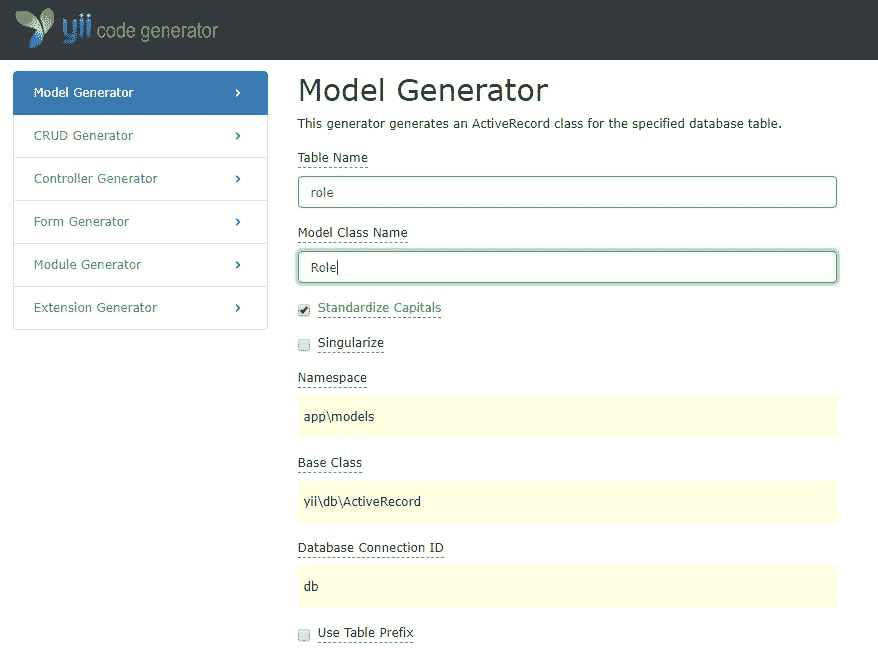 yii code generator
Model Generator
CRUD Generator
Controller Generator
Form Generator
Module Generator
Extension Generator
Model Generator
This generator generates an ActiveRecord class for the specified database table.
Table Name
role
Model Class Name
Role
Standardize Capitals
Singularize
Namespace
app\models
Base Class
yii\db\ActiveRecord
Database Connection ID
db
Use Table Prefix